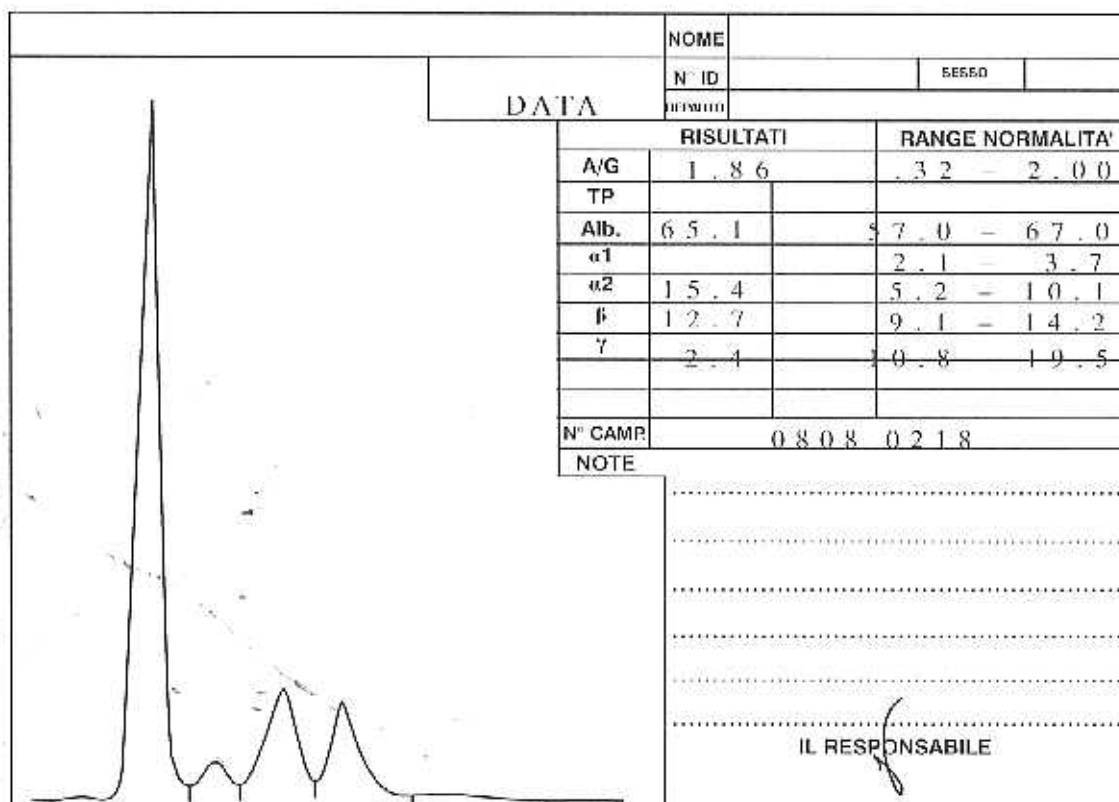 NOME
N° ID SESSO
DATA
RISULTATI RANGE NORMALITA'
A/G 1.86 .32 - 2.00
TP
Alb. 65.1 57.0 - 67.0
α1 2.1 - 3.7
α2 15.4 5.2 - 10.1
β 12.7 9.1 - 14.2
γ 2.4 10.8 19.5
N° CAMP. 0808 0218
NOTE
IL RESPONSABILE